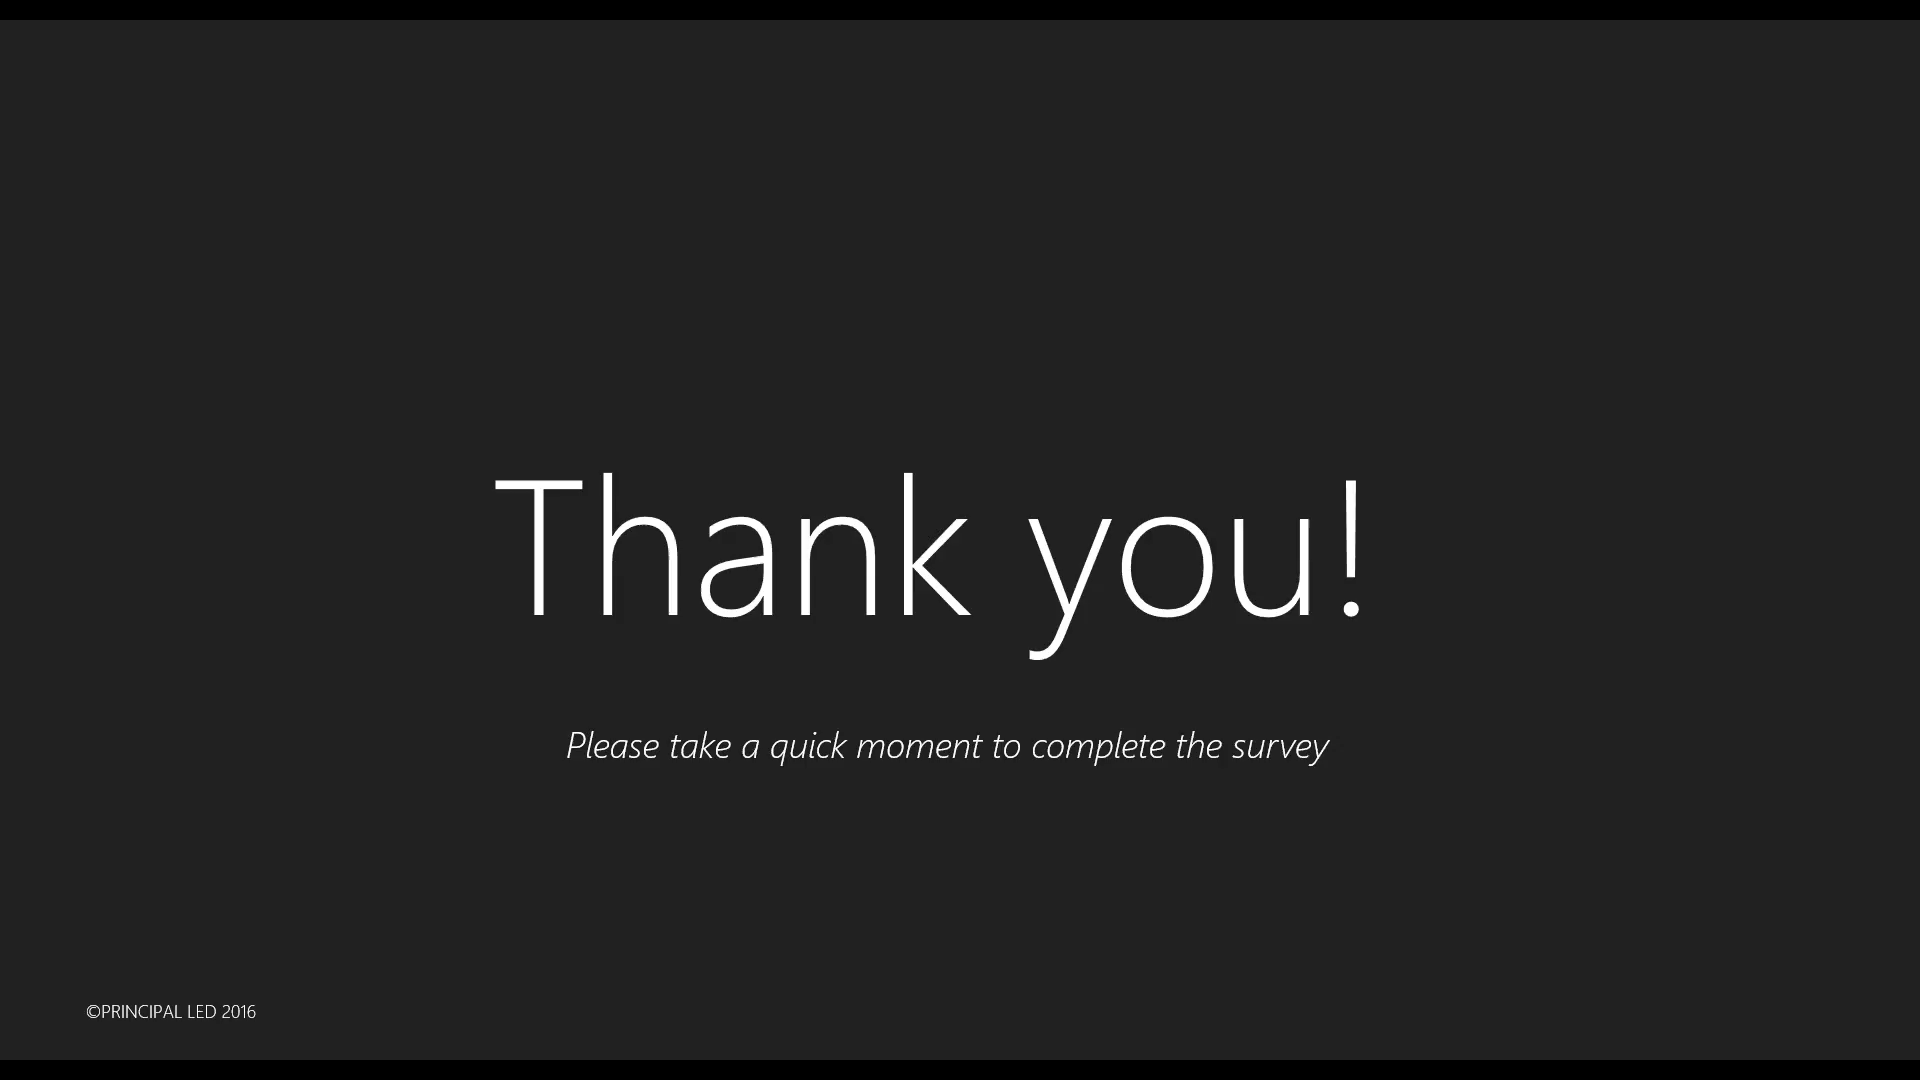 Thank you!
Please take a quick moment to complete the survey
©PRINCIPAL LED 2016